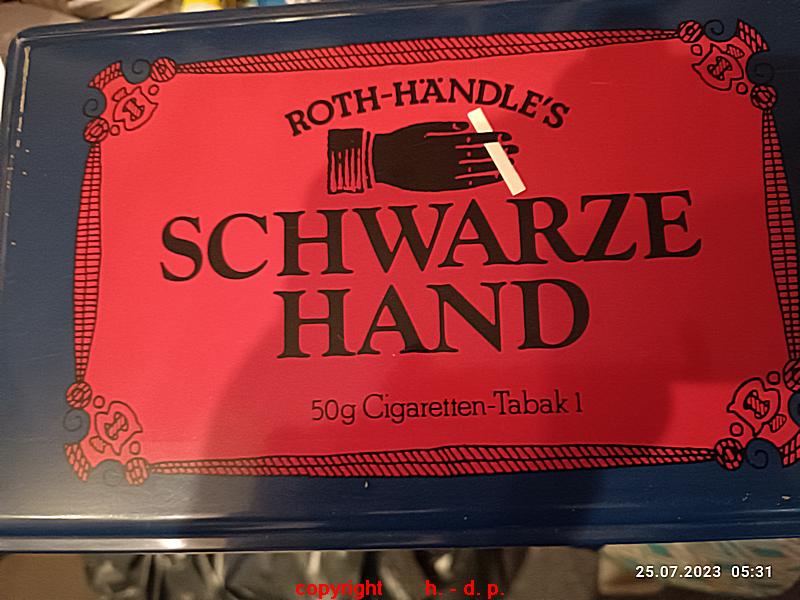 ROTH-HÄNDLE'S
SCHWARZE
HAND
50g Cigaretten-Tabak 1
25.07.2023 05:31
copyright h. - d. p.